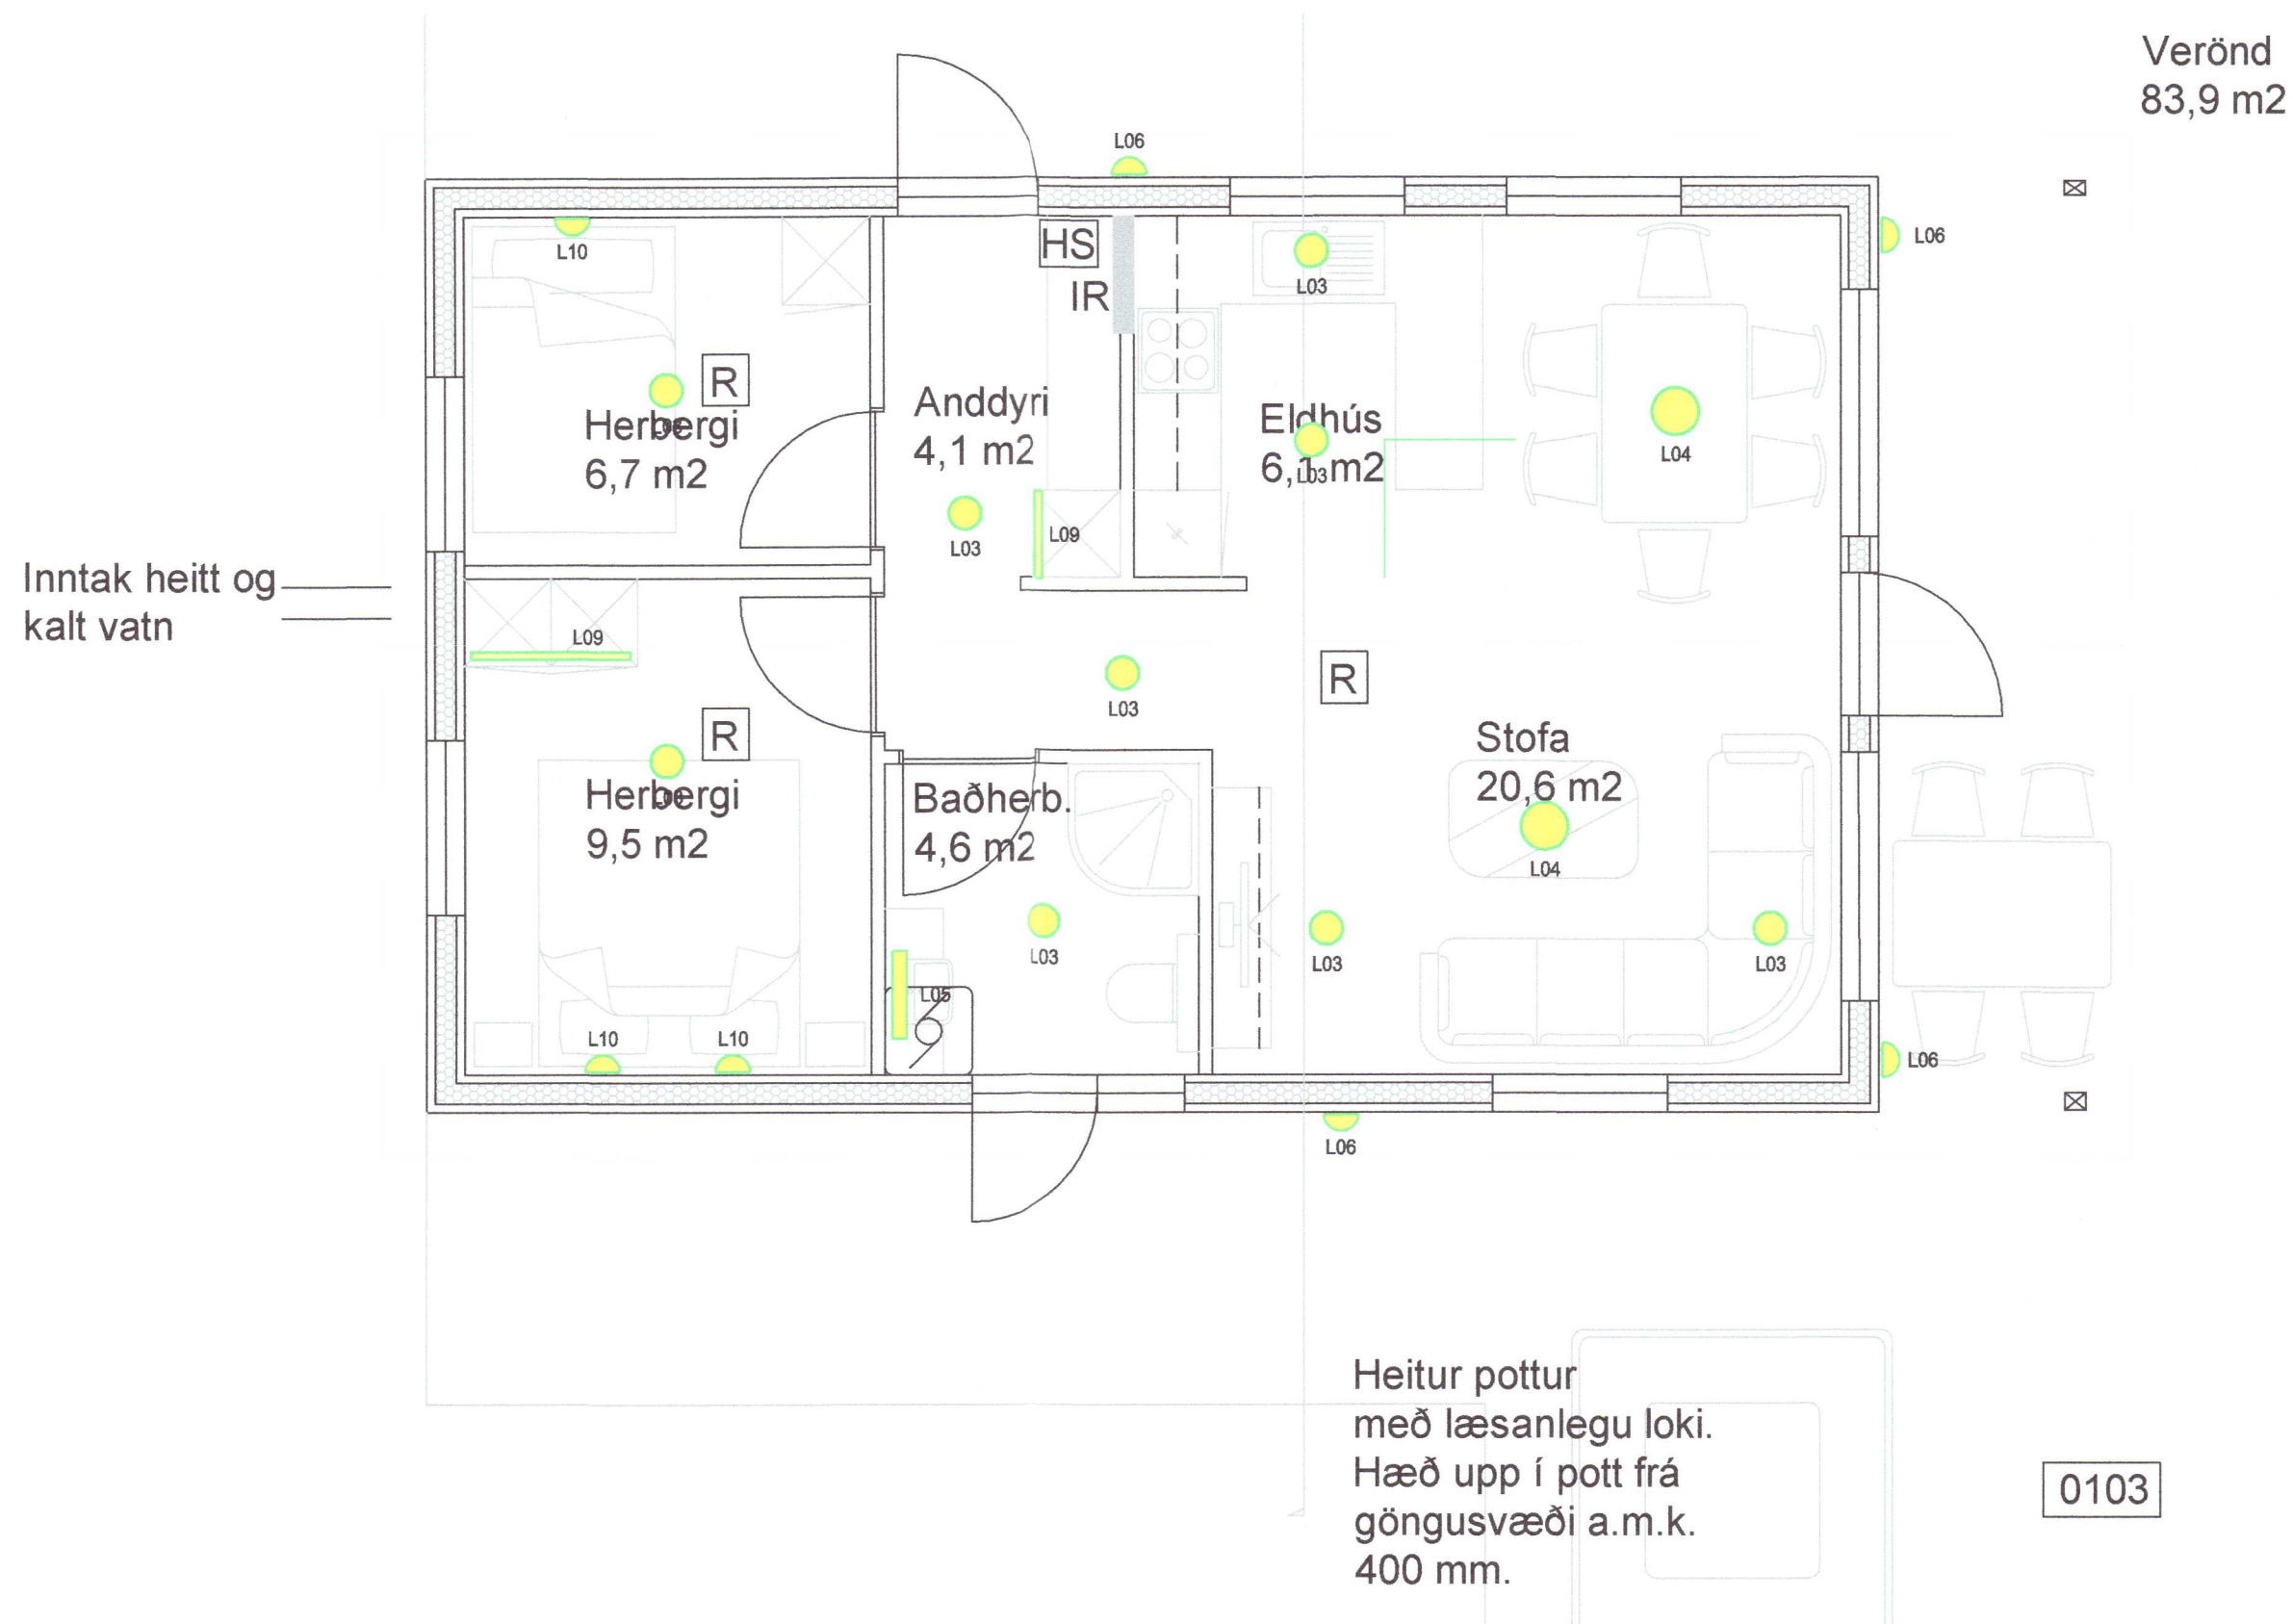 Verönd
83,9 m2
L06
L06
L10
HS
IR
L03
R
Herbergi
6,7 m2
Anddyri
4,1 m2
Eldhús
6,1 m2
L03
L04
L03
L09
Inntak heitt og
kalt vatn
L09
L03
R
R
Herbergi
9,5 m2
Baðherb.
4,6 m2
Stofa
20,6 m2
L04
L03
L03
L03
L05
L10
L10
L06
L06
Heitur pottur
með læsanlegu loki.
Hæð upp í pott frá
göngusvæði a.m.k.
400 mm.
0103